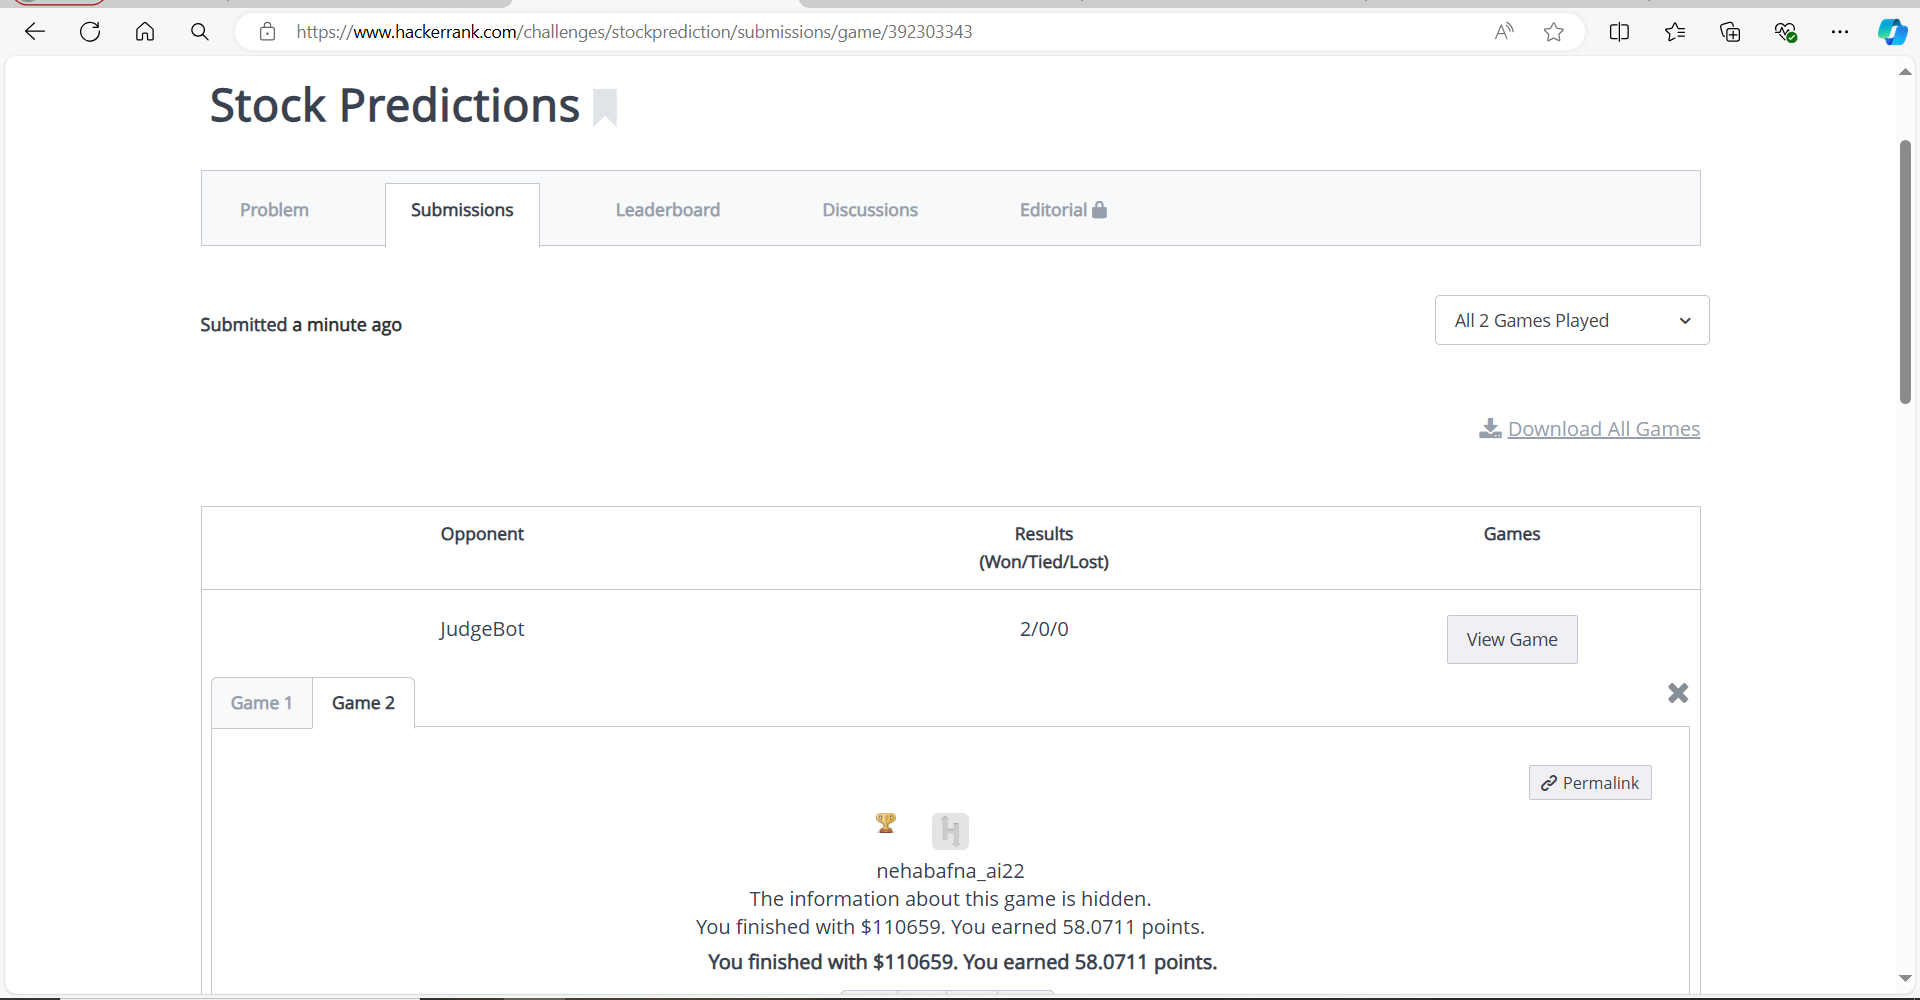 https://www.hackerrank.com/challenges/stockprediction/submissions/game/392303343
Stock Predictions
Problem
Submissions
Leaderboard
Discussions
Editorial
Submitted a minute ago
All 2 Games Played
Download All Games
Opponent
Results
(Won/Tied/Lost)
Games
JudgeBot
2/0/0
View Game
Game 1
Game 2
Permalink
nehabafna_ai22
The information about this game is hidden.
You finished with $110659. You earned 58.0711 points.
You finished with $110659. You earned 58.0711 points.